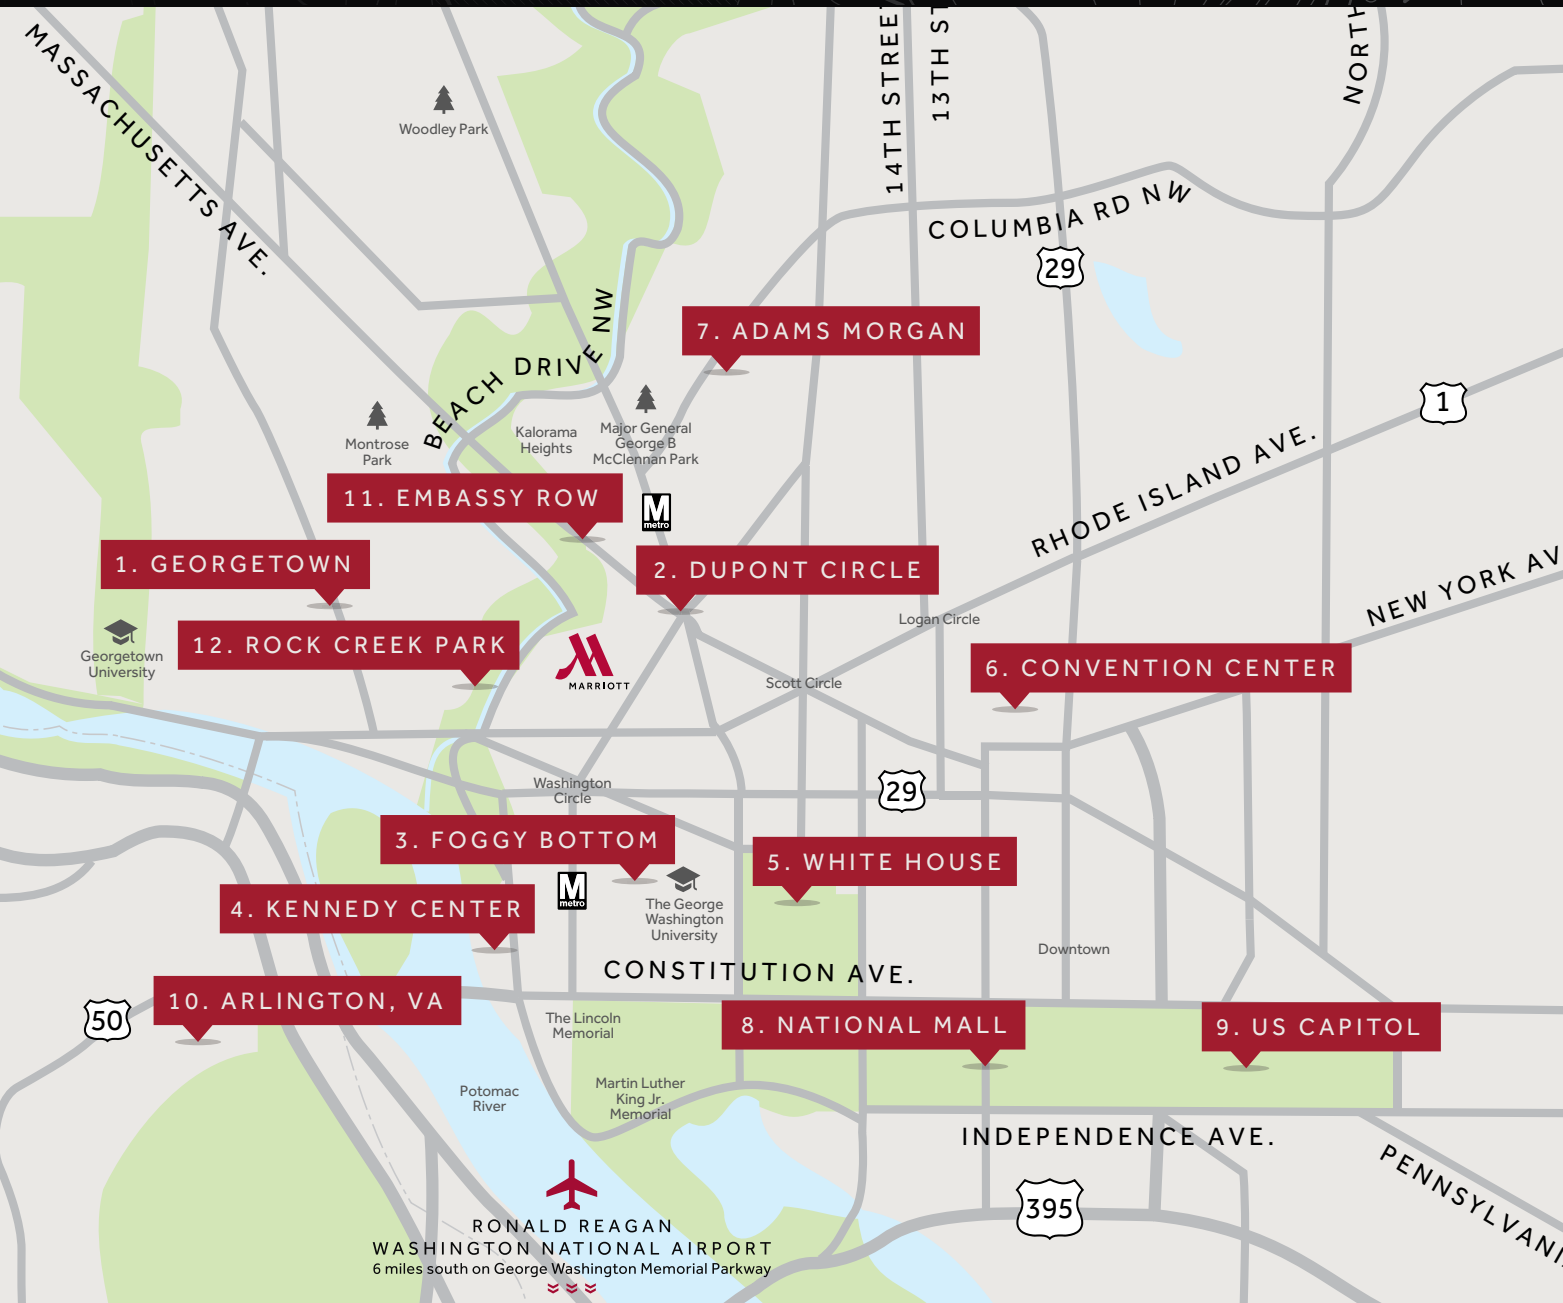 MASSACHUSETTS AVE.
14TH STREET
13TH ST
NORTH
Woodley Park
COLUMBIA RD NW
29
7. ADAMS MORGAN
BEACH DRIVE NW
1
Montrose
Park
Kalorama
Heights
Major General
George B
McClennan Park
RHODE ISLAND AVE.
11. EMBASSY ROW
M
metro
1. GEORGETOWN
2. DUPONT CIRCLE
NEW YORK AV
Logan Circle
Georgetown
University
12. ROCK CREEK PARK
MARRIOTT
Scott Circle
6. CONVENTION CENTER
Washington
Circle
29
3. FOGGY BOTTOM
5. WHITE HOUSE
M
metro
4. KENNEDY CENTER
The George
Washington
University
Downtown
CONSTITUTION AVE.
10. ARLINGTON, VA
50
The Lincoln
Memorial
8. NATIONAL MALL
9. US CAPITOL
Potomac
River
Martin Luther
King Jr.
Memorial
INDEPENDENCE AVE.
PENNSYLVANI
395
RONALD REAGAN
WASHINGTON NATIONAL AIRPORT
6 miles south on George Washington Memorial Parkway